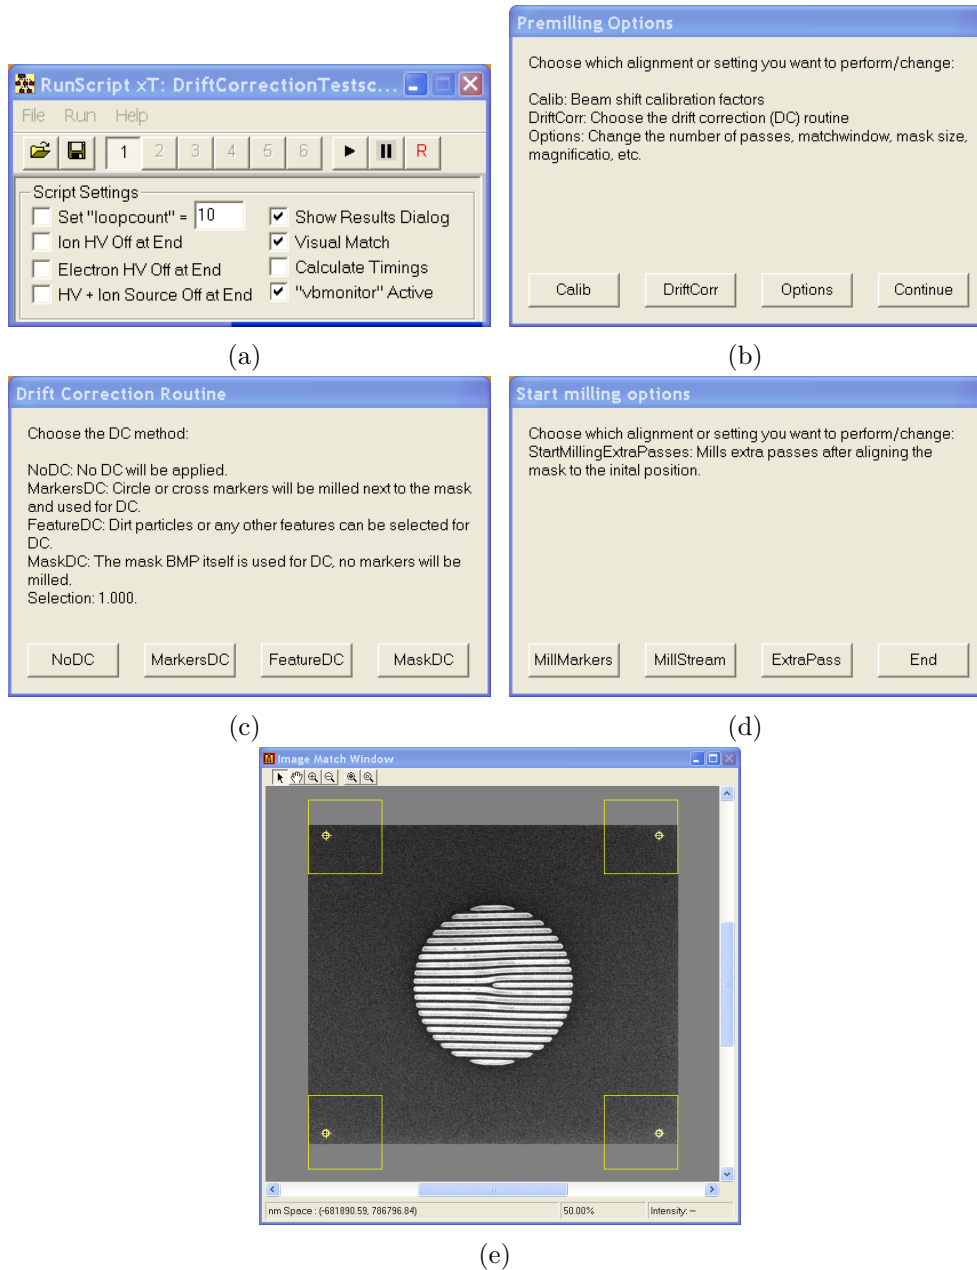 RunScript xT: DriftCorrectionTestsc...
File Run Help
1 2 3 4 5 6 R
Script Settings
Set "loopcount" = 10
Show Results Dialog
Ion HV Off at End
Visual Match
Electron HV Off at End
Calculate Timings
HV + Ion Source Off at End
"vbmonitor" Active
(a)
Premilling Options
Choose which alignment or setting you want to perform/change:
Calib: Beam shift calibration factors
DriftCorr: Choose the drift correction (DC) routine
Options: Change the number of passes, matchwindow, mask size,
magnificatio, etc.
Calib DriftCorr Options Continue
(b)
Drift Correction Routine
Choose the DC method:
NoDC: No DC will be applied.
MarkersDC: Circle or cross markers will be milled next to the mask
and used for DC.
FeatureDC: Dirt particles or any other features can be selected for
DC.
MaskDC: The mask BMP itself is used for DC, no markers will be
milled.
Selection: 1.000.
NoDC MarkersDC FeatureDC MaskDC
(c)
Start milling options
Choose which alignment or setting you want to perform/change:
StartMillingExtraPasses: Mills extra passes after aligning the
mask to the inital position.
MillMarkers MillStream ExtraPass End
(d)
Image Match Window
nm Space : (-681890.59, 786796.84) 50.00% Intensity: --
(e)